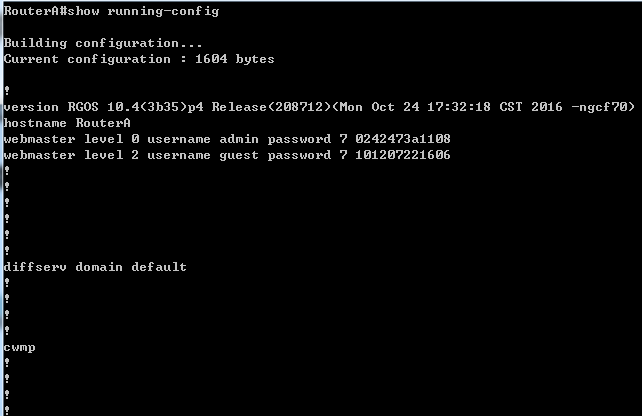 RouterA#show running-config
Building configuration...
Current configuration : 1604 bytes
!
version RGOS 10.4(3b35)p4 Release(208712)(Mon Oct 24 17:32:18 CST 2016 -ngcf70)
hostname RouterA
webmaster level 0 username admin password 7 0242473a1108
webmaster level 2 username guest password 7 101207221606
!
!
!
!
!
!
diffserv domain default
!
!
!
!
cwmp
!
!
!
!